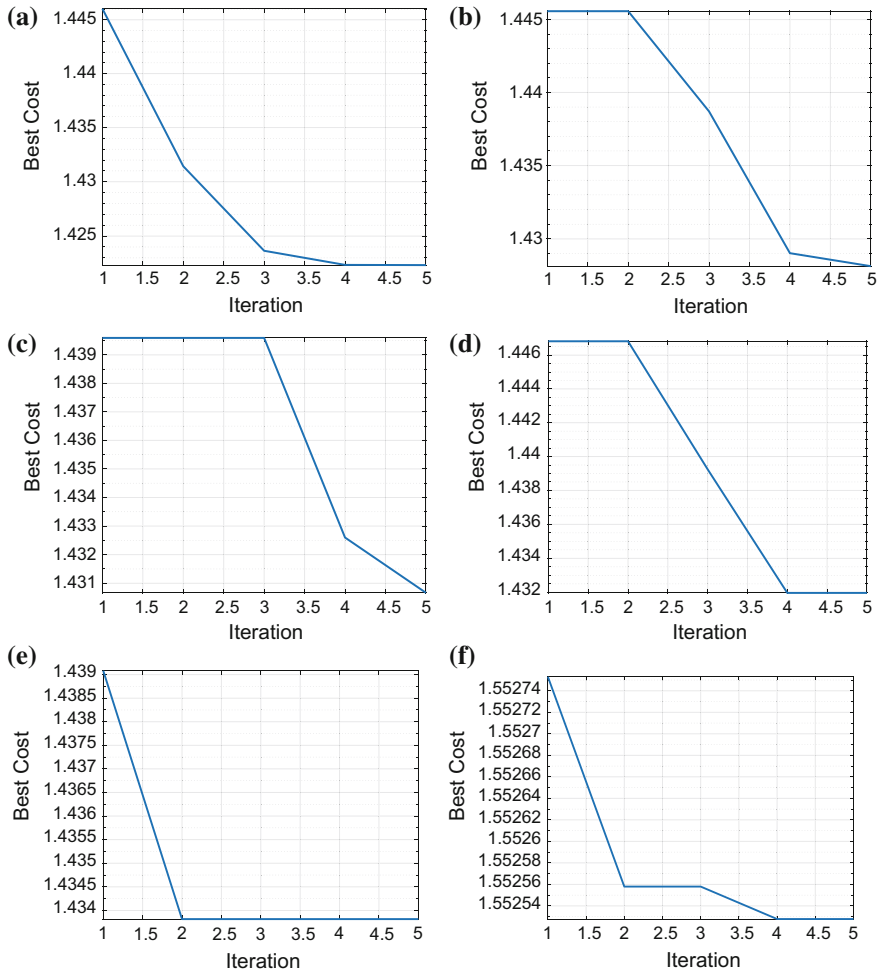 (a)
Best Cost
1.445
1.44
1.435
1.43
1.425
1 1.5 2 2.5 3 3.5 4 4.5 5
Iteration
(b)
Best Cost
1.445
1.44
1.435
1.43
1 1.5 2 2.5 3 3.5 4 4.5 5
Iteration
(c)
Best Cost
1.439
1.438
1.437
1.436
1.435
1.434
1.433
1.432
1.431
1 1.5 2 2.5 3 3.5 4 4.5 5
Iteration
(d)
Best Cost
1.446
1.444
1.442
1.44
1.438
1.436
1.434
1.432
1 1.5 2 2.5 3 3.5 4 4.5 5
Iteration
(e)
Best Cost
1.439
1.4385
1.438
1.4375
1.437
1.4365
1.436
1.4355
1.435
1.4345
1.434
1 1.5 2 2.5 3 3.5 4 4.5 5
Iteration
(f)
Best Cost
1.55274
1.55272
1.5527
1.55268
1.55266
1.55264
1.55262
1.5526
1.55258
1.55256
1.55254
1 1.5 2 2.5 3 3.5 4 4.5 5
Iteration